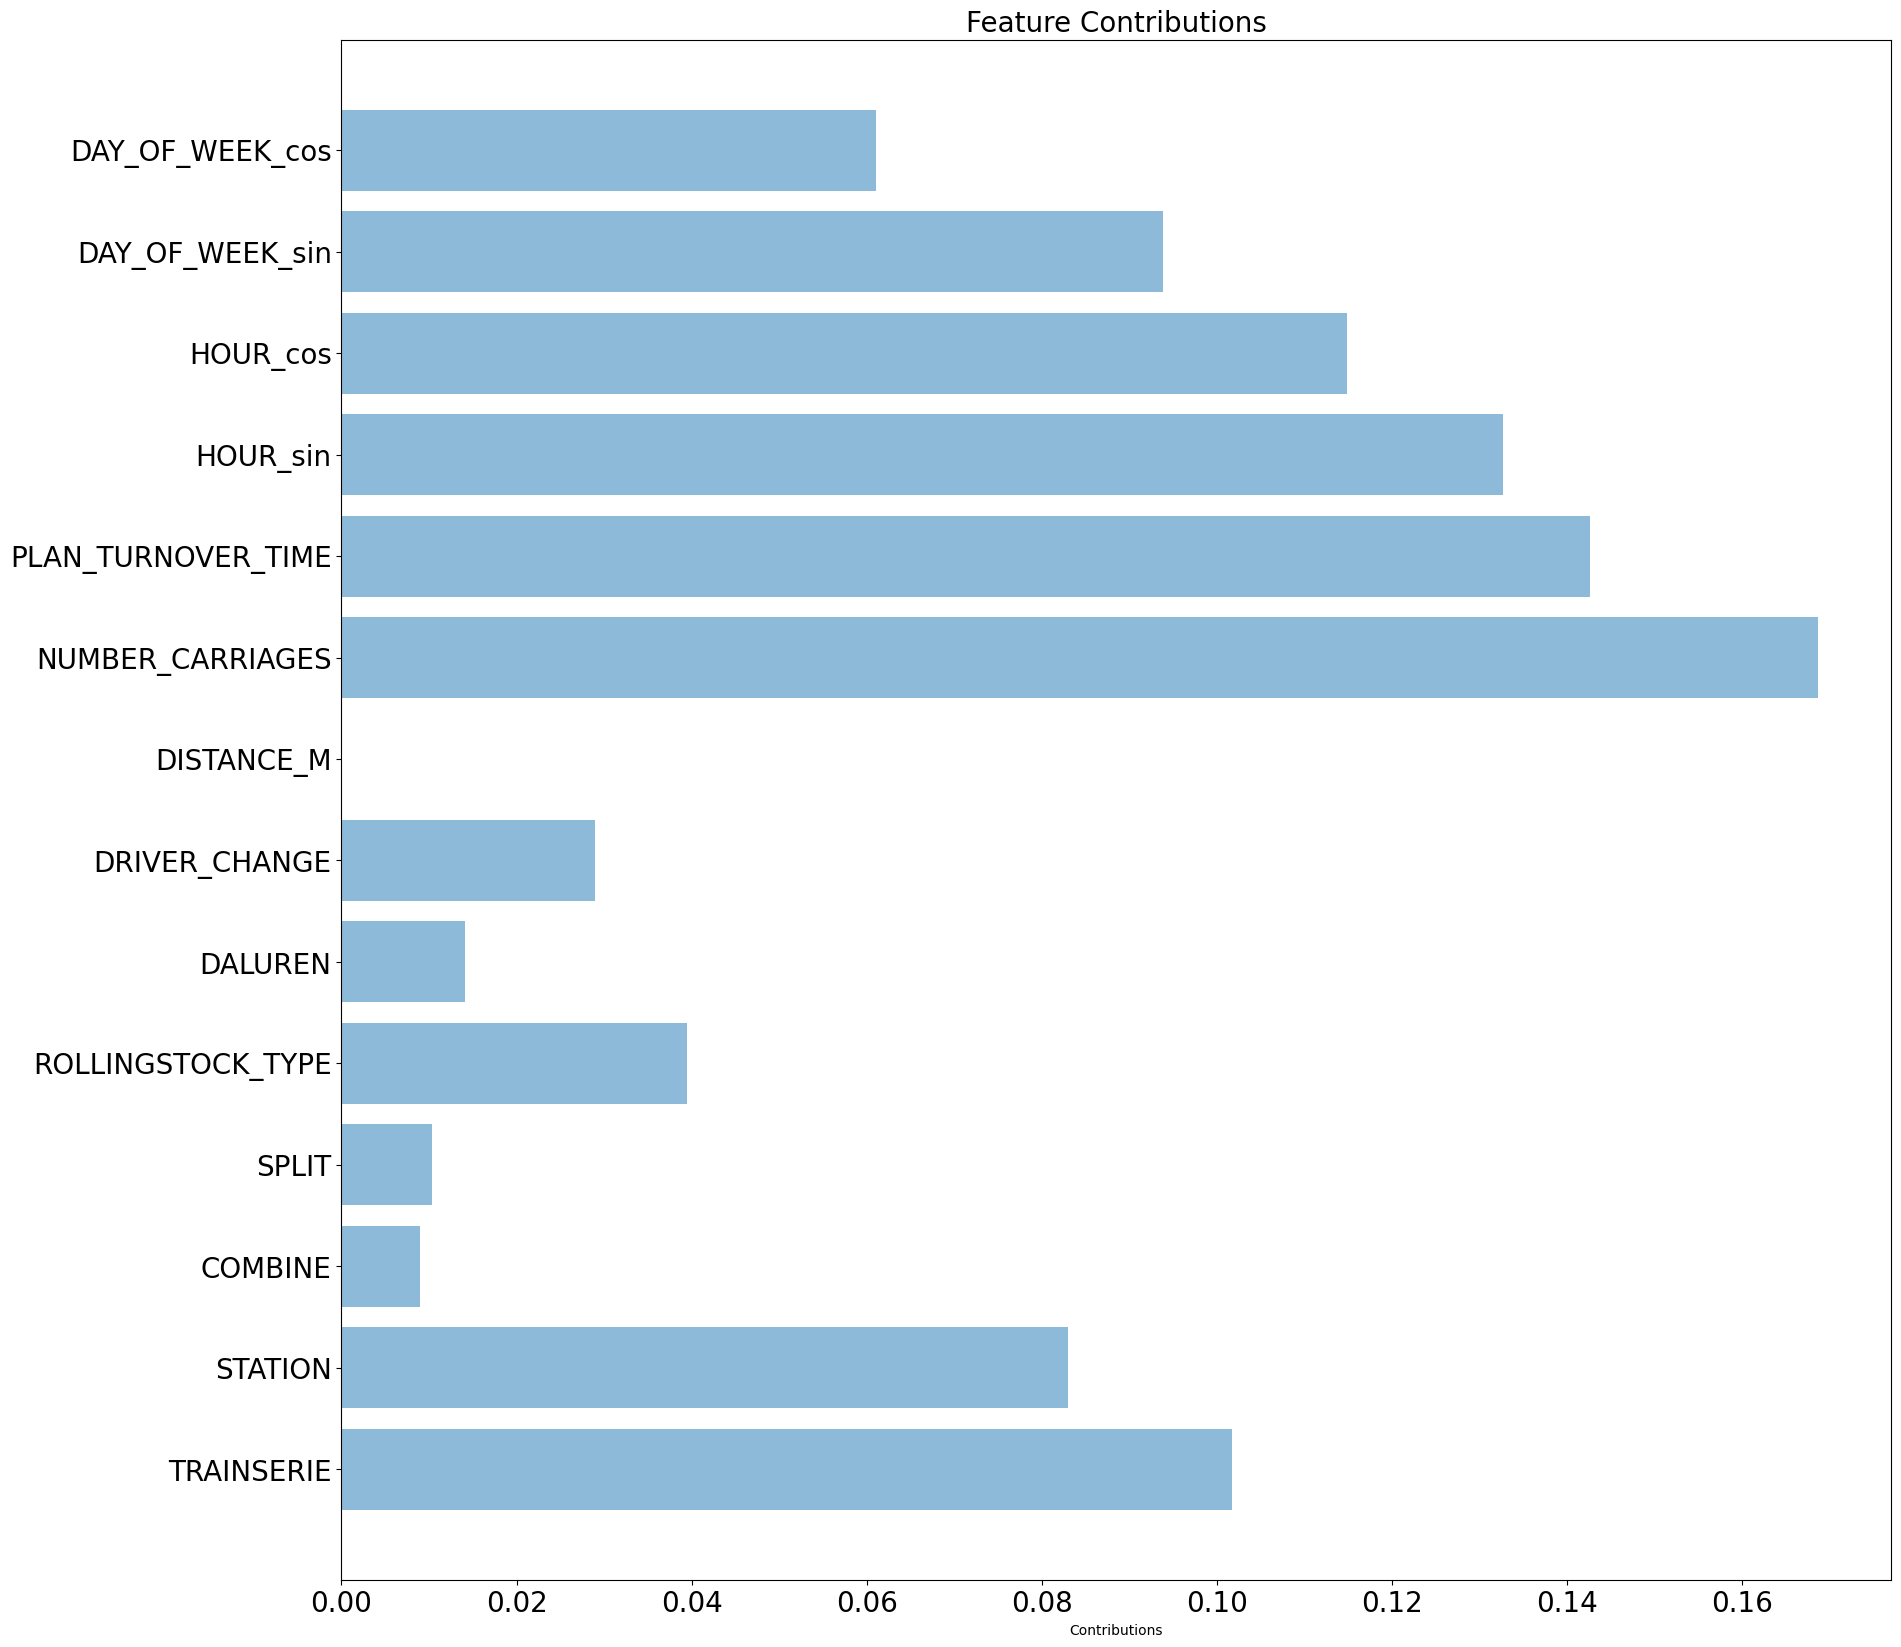 Feature Contributions
DAY_OF_WEEK_cos
DAY_OF_WEEK_sin
HOUR_cos
HOUR_sin
PLAN_TURNOVER_TIME
NUMBER_CARRIAGES
DISTANCE_M
DRIVER_CHANGE
DALUREN
ROLLINGSTOCK_TYPE
SPLIT
COMBINE
STATION
TRAINSERIE
0.00 0.02 0.04 0.06 0.08 0.10 0.12 0.14 0.16
Contributions